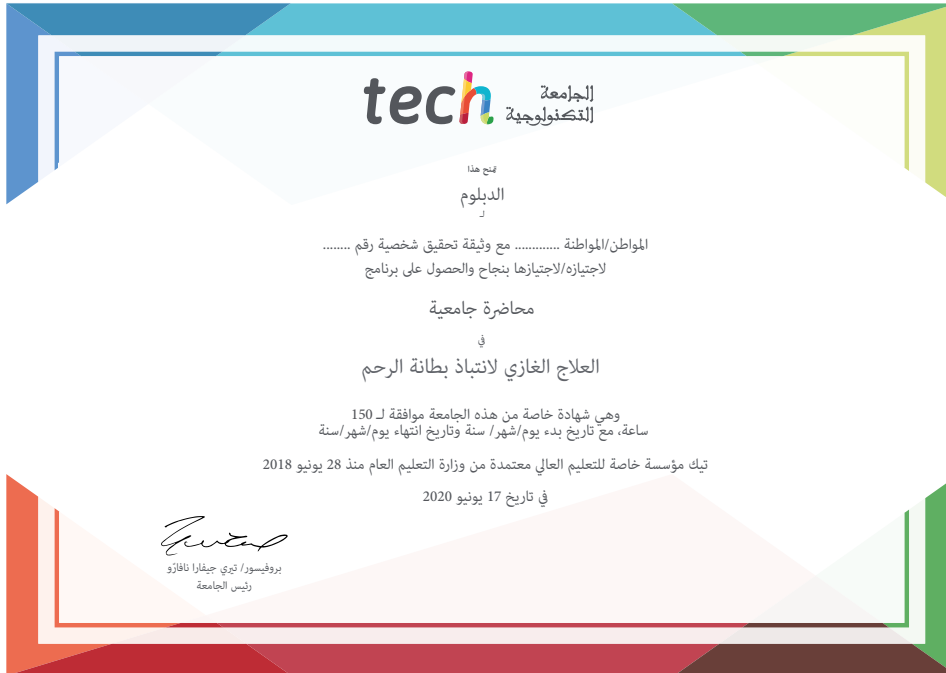 tech الجامعة
التكنولوجية
تمنح هذا
الدبلوم
لـ
المواطن/المواطنة ............. مع وثيقة تحقيق شخصية رقم ........
لاجتيازه/لاجتيازها بنجاح والحصول على برنامج
محاضرة جامعية
في
العلاج الغازي لانتباذ بطانة الرحم
وهي شهادة خاصة من هذه الجامعة موافقة لـ 150
ساعة، مع تاريخ بدء يوم/شهر/ سنة وتاريخ انتهاء يوم/شهر/سنة
تيك مؤسسة خاصة للتعليم العالي معتمدة من وزارة التعليم العام منذ 28 يونيو 2018
في تاريخ 17 يونيو 2020
بروفيسور/ تيري جيفارا نافارّو
رئيس الجامعة